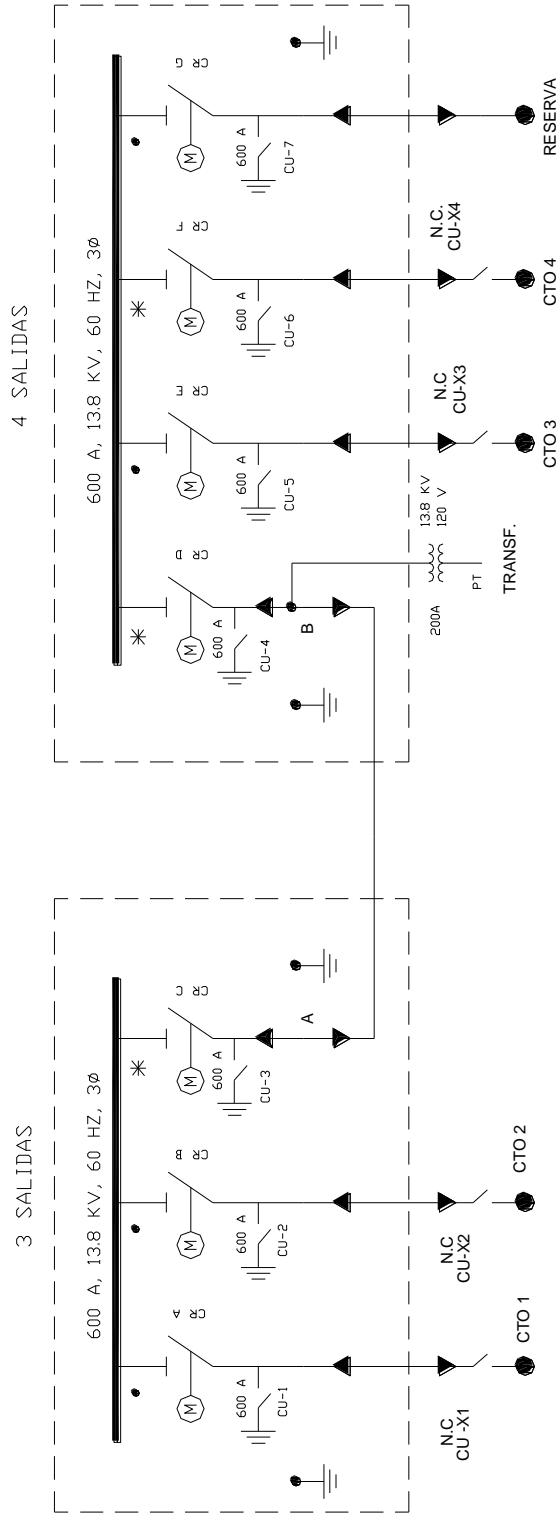 3 SALIDAS
600 A, 13.8 KV, 60 HZ, 3Ø
CR A
CR B
CR C
M
M
M
600 A
600 A
600 A
CU-1
CU-2
CU-3
A
N.C
CU -X1
N.C
CU-X2
CTO 1
CTO 2
4 SALIDAS
600 A, 13.8 KV, 60 HZ, 3Ø
CR D
CR E
CR F
CR G
M
M
M
M
600 A
600 A
600 A
600 A
CU-4
CU-5
CU-6
CU-7
B
200A
13.8 KV
120 V
PT
TRANSF.
N.C
CU-X3
N.C.
CU-X4
CTO 3
CTO 4
RESERVA